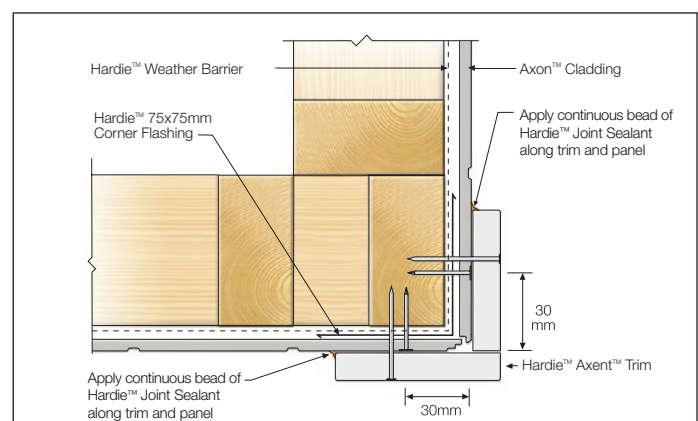 Hardie™ Weather Barrier
Axon™ Cladding
Hardie™ 75x75mm
Corner Flashing
Apply continuous bead of
Hardie™ Joint Sealant
along trim and panel
30
mm
Hardie™ Axent™ Trim
Apply continuous bead of
Hardie™ Joint Sealant
along trim and panel
30mm